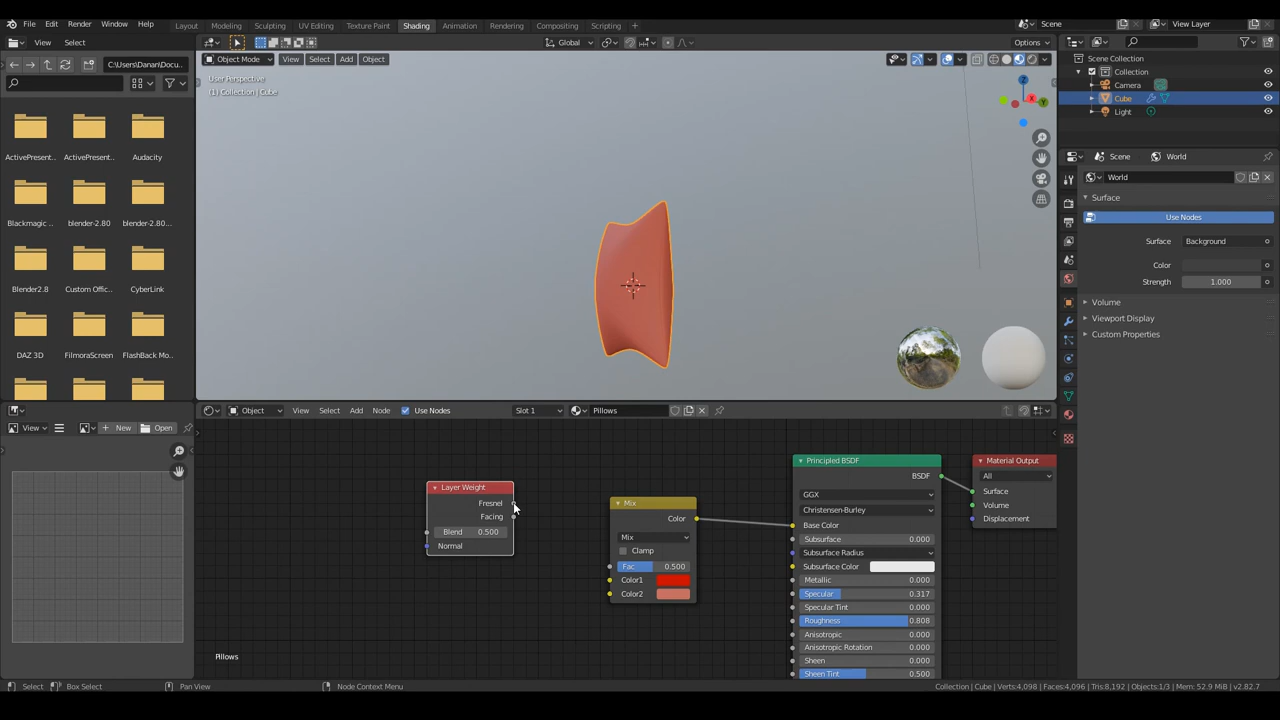 File Edit Render Window Help Layout Modeling Sculpting UV Editing Texture Paint Shading Animation Rendering Compositing Scripting + Scene View Layer
View Select Global Options
C:\Users\Danan\Docu...
Object Mode View Select Add Object
User Perspective
(1) Collection | Cube
Scene Collection
Collection
Camera
Cube
Light
Scene World
World
Surface
Use Nodes
Surface Background
Color
Strength 1.000
Volume
Viewport Display
Custom Properties
ActivePresent.. ActivePresent.. Audacity
Blackmagic ... blender-2.80 blender-2.80...
Blender2.8 Custom Offic... CyberLink
DAZ 3D FilmoraScreen FlashBack Mo...
X Y Z
View New Open
Object View Select Add Node Use Nodes Slot 1 Pillows
Layer Weight
Fresnel
Facing
Blend 0.500
Normal
Mix
Color
Mix
Clamp
Fac 0.500
Color1
Color2
Principled BSDF
BSDF
GGX
Christensen-Burley
Base Color
Subsurface 0.000
Subsurface Radius
Subsurface Color
Metallic 0.000
Specular 0.317
Specular Tint 0.000
Roughness 0.808
Anisotropic 0.000
Anisotropic Rotation 0.000
Sheen 0.000
Sheen Tint 0.500
Material Output
All
Surface
Volume
Displacement
Pillows
Select Box Select Pan View Node Context Menu Collection | Cube | Verts:4,098 | Faces:4,096 | Tris:8,192 | Objects:1/3 | Mem: 52.9 MiB | v2.82.7